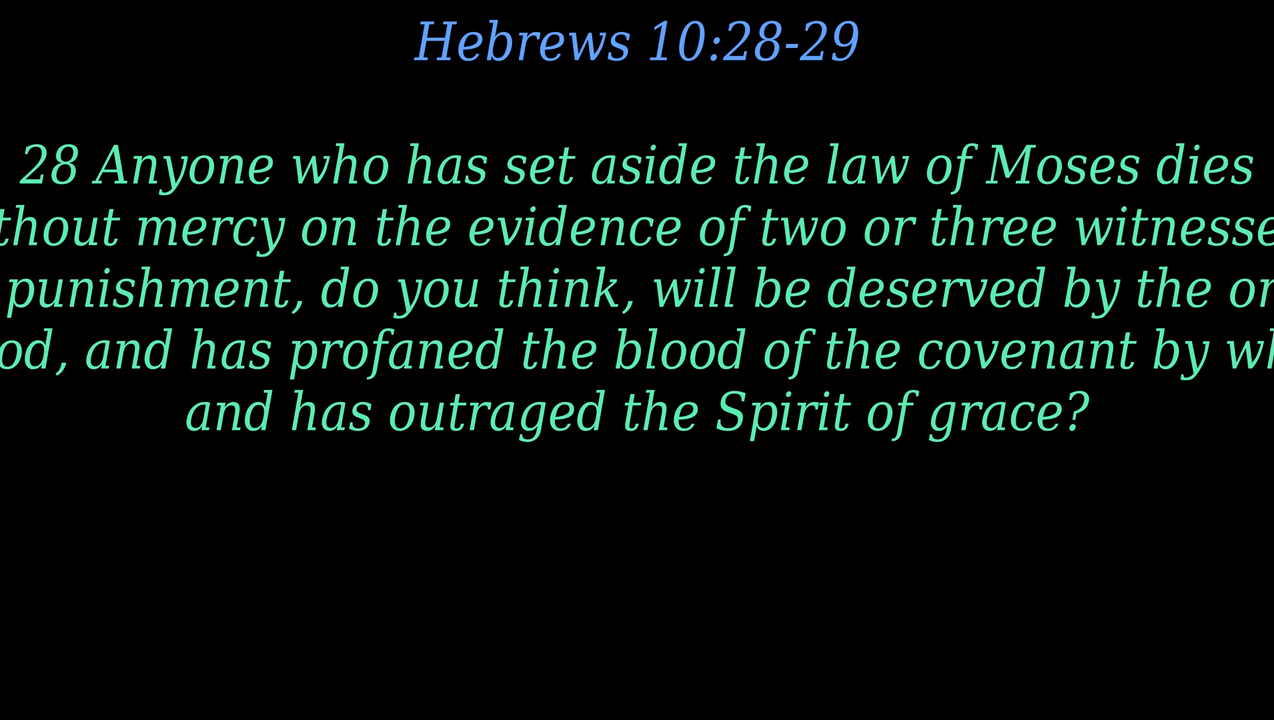 Hebrews 10:28-29
28 Anyone who has set aside the law of Moses dies
thout mercy on the evidence of two or three witnesse
punishment, do you think, will be deserved by the o
od, and has profaned the blood of the covenant by wh
and has outraged the Spirit of grace?